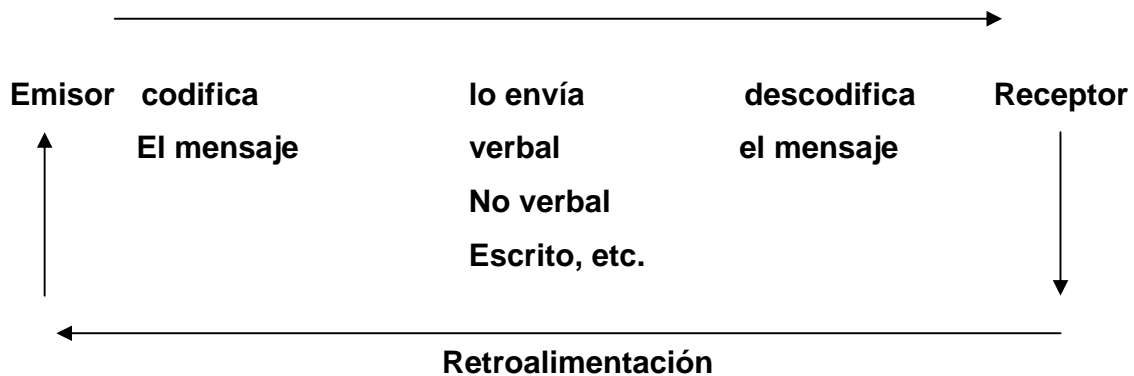 Emisor codifica lo envía descodifica Receptor
El mensaje verbal el mensaje
No verbal
Escrito, etc.
Retroalimentación